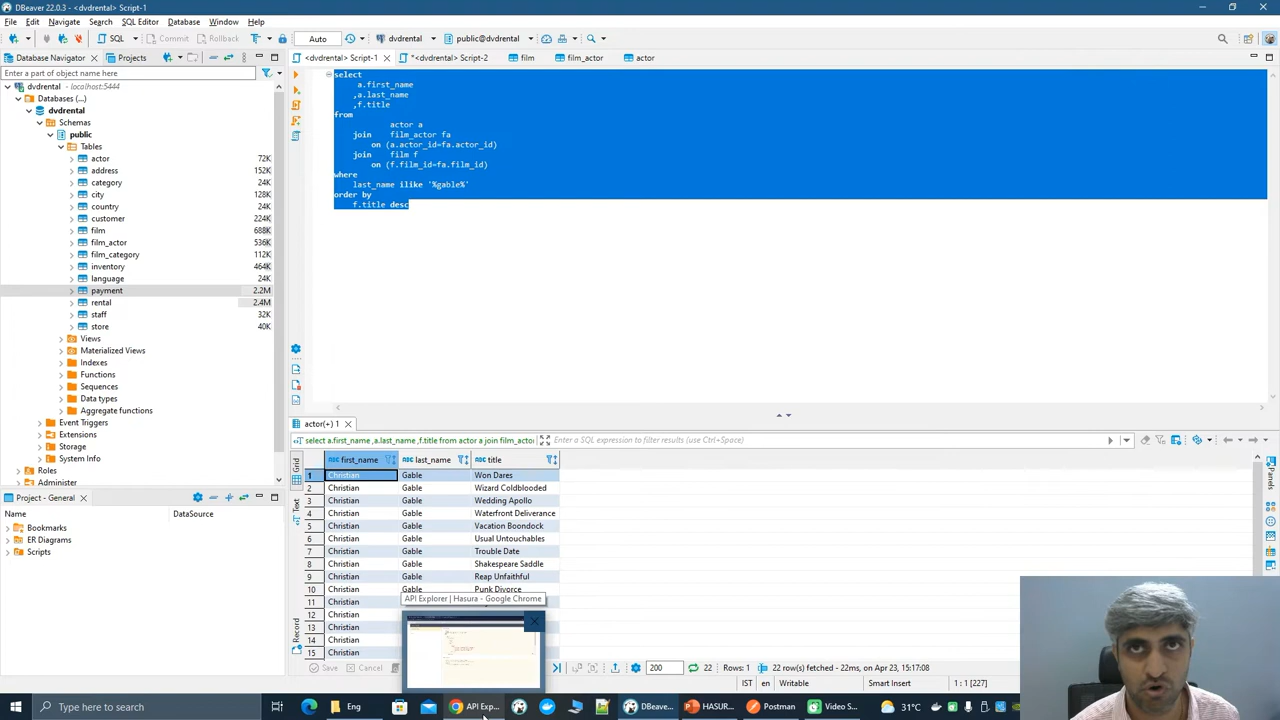 DBeaver 22.0.3 - <dvdrental> Script-1
File Edit Navigate Search SQL Editor Database Window Help
SQL Commit Rollback Auto dvdrental public@dvdrental
Database Navigator Projects
<dvdrental> Script-1 *<dvdrental> Script-2 film film_actor actor
Enter a part of object name here
dvdrental - localhost:5444
Databases (...)
dvdrental
Schemas
public
Tables
actor 72K
address 152K
category 24K
city 128K
country 24K
customer 224K
film 688K
film_actor 536K
film_category 112K
inventory 464K
language 24K
payment 2.2M
rental 2.4M
staff 32K
store 40K
Views
Materialized Views
Indexes
Functions
Sequences
Data types
Aggregate functions
Event Triggers
Extensions
Storage
System Info
Roles
Administer
select
a.first_name
,a.last_name
,f.title
from
actor a
join film_actor fa
on (a.actor_id=fa.actor_id)
join film f
on (f.film_id=fa.film_id)
where
last_name ilike '%gable%'
order by
f.title desc
Project - General
Name DataSource
Bookmarks
ER Diagrams
Scripts
actor(+) 1
select a.first_name ,a.last_name ,f.title from actor a join film_actor
Enter a SQL expression to filter results (use Ctrl+Space)
Grid
Text
Record
Panels
first_name last_name title
1 Christian Gable Won Dares
2 Christian Gable Wizard Coldblooded
3 Christian Gable Wedding Apollo
4 Christian Gable Waterfront Deliverance
5 Christian Gable Vacation Boondock
6 Christian Gable Usual Untouchables
7 Christian Gable Trouble Date
8 Christian Gable Shakespeare Saddle
9 Christian Gable Reap Unfaithful
10 Christian Gable Punk Divorce
11 Christian
12 Christian
13 Christian
14 Christian
15 Christian
API Explorer | Hasura - Google Chrome
Save Cancel 200 22 Rows: 1 22 row(s) fetched - 22ms, on Apr 23, 15:17:08
IST en Writable Smart Insert 1 : 1 [227]
Type here to search Eng API Exp... DBeave... HASUR... Postman Video S... 31°C